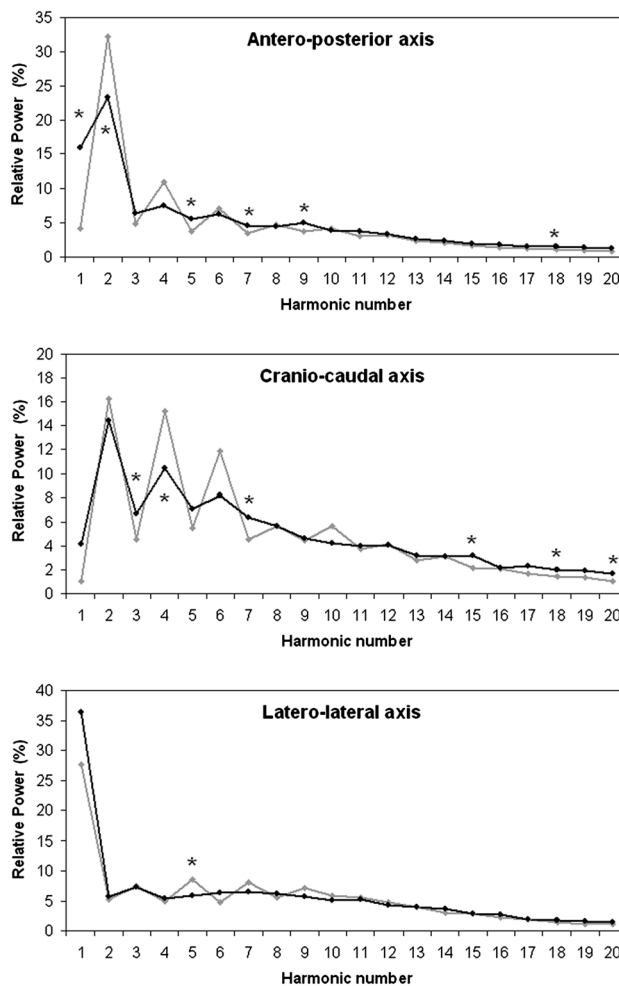 Antero-posterior axis
Relative Power (%)
35
30
25
20
15
10
5
0
* * * * * *
1 2 3 4 5 6 7 8 9 10 11 12 13 14 15 16 17 18 19 20
Harmonic number
Cranio-caudal axis
Relative Power (%)
20
18
16
14
12
10
8
6
4
2
0
* * * * * *
1 2 3 4 5 6 7 8 9 10 11 12 13 14 15 16 17 18 19 20
Harmonic number
Latero-lateral axis
Relative Power (%)
40
35
30
25
20
15
10
5
0
*
1 2 3 4 5 6 7 8 9 10 11 12 13 14 15 16 17 18 19 20
Harmonic number